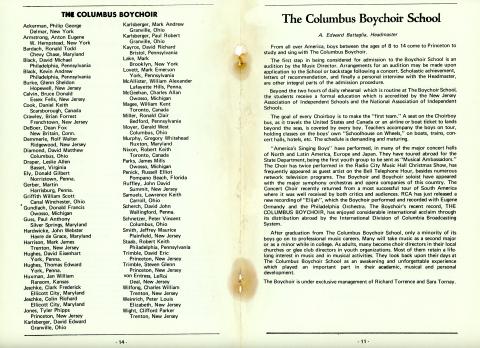 THE COLUMBUS BOYCHOIR
Ackerman, Philip George
Delmar, New York
Armstrong, Anton Eugene
W. Hempstead, New York
Bardach, Ronald Todd
Chevy Chase, Maryland
Black, David Michael
Philadelphia, Pennsylvania
Black, Kevin Andrew
Philadelphia, Pennsylvania
Burke, Glenn Sheldon
Hopewell, New Jersey
Calvin, Bruce Donald
Essex Fells, New Jersey
Cook, Daniel Keith
Scarborough, Canada
Crawley, Brian Forrest
Frenchtown, New Jersey
DeBoer, Dean Fon
New Britain, Conn.
Demmerle, Rolf Walter
Ridgewood, New Jersey
Diamond, David Matthew
Columbus, Ohio
Draper, Leslie Allen
Basset, Virginia
Ely, Donald Gilbert
Norristown, Penna.
Gerber, Martin
Harrisburg, Penna.
Griffith William Scott
Canal Winchester, Ohio
Gundlach, Donald Francis
Owosso, Michigan
Guss, Paul Anthony
Silver Springs, Maryland
Hardwicke, John Webster
Havre de Grace, Maryland
Harrison, Mark James
Trenton, New Jersey
Hughes, David Eisenhart
York, Penna.
Hughes, Thomas Edward
York, Penna.
Huxman, Jan William
Ransom, Kansas
Jeschke, Clark Frederick
Ellicott City, Maryland
Jeschke, Colin Richard
Ellicott City, Maryland
Jones, Tyler Phipps
Princeton, New Jersey
Karlsberger, David Edward
Granville, Ohio
Karlsberger, Mark Andrew
Granville, Ohio
Karlsberger, Paul Robert
Granville, Ohio
Kayros, David Richard
Bristol, Pennsylvania
Lake, Mark
Brooklyn, New York
Lovett, Mark Emerson
York, Pennsylvania
McAllister, William Alexander
Lafayette Hills, Penna.
McGeehan, Charles Allan
Owosso, Michigan
Magee, William Kent
Toronto, Canada
Miller, Ronald Clair
Bedford, Pennsylvania
Moyer, Gerald West
Columbus, Ohio
Murphy, Gregory Whitehead
Ruxton, Maryland
Nixon, Robert Keith
Toronto, Canada
Parks, James Mills
Owosso, Michigan
Penick, Russell Elliot
Pompano Beach, Florida
Ruffley, John David
Summit, New Jersey
Samuels, Lawrence Keith
Carroll, Ohio
Schmich, David John
Wallingford, Penna.
Schnetzer, Peter Vincent
Columbus, Ohio
Smith, Jeffrey Maurice
Plainfield, New Jersey
Staab, Robert Keith
Philadelphia, Pennsylvania
Trimble, David Eric
Princeton, New Jersey
Trimble, Steven Glenn
Princeton, New Jersey
von Entress,
Deal, New Jersey
Wilfong, Charles William
Trenton, New Jersey
Weinrich, Peter Louis
Elizabeth, New Jersey
Wight, Clifford Parker
Trenton, New Jersey
- 14 -
The Columbus Boychoir School
A. Edward Battaglia, Headmaster
From all over America, boys between the ages of 8 to 14 come to Princeton to study and sing with The Columbus Boychoir.
The first step in being considered for admission to the Boychoir School is an audition by the Music Director. Arrangements for an audition may be made upon application to the School or backstage following a concert. Scholastic achievement, letters of recommendation, and finally a personal interview with the Headmaster, are other integral parts of the admission procedure.
Beyond the two hours of daily rehearsal which is routine at The Boychoir School, the students receive a formal education which is accredited by the New Jersey Association of Independent Schools and the National Association of Independent Schools.
The goal of every Choirboy is to make the "first team." A seat on the Choirboy bus, as it travels the United States and Canada or an airline or boat ticket to lands beyond the seas, is coveted by every boy. Teachers accompany the boys on tour, holding classes on the boys' own "Schoolhouse on Wheels," on boats, trains, concert halls, hotels, etc. The schedule is demanding and maturing.
"America's Singing Boys" have performed, in many of the major concert halls of North and Latin America, Europe and Japan. They have toured abroad for the State Department, being the first youth group to be sent as "Musical Ambassadors." The Choir has twice performed in the Radio City Music Hall Christmas Show, has frequently appeared as guest artist on the Bell Telephone Hour, besides numerous network television programs. The Boychoir and Boychoir soloist have appeared with the major symphony orchestras and opera companies of this country. The Concert Choir recently returned from a most successful tour of South America where it was well received by both critics and audiences. RCA has just released a new recording of "Elijah", which the Boychoir performed and recorded with Eugene Ormandy and the Philadelphia Orchestra. The Boychoir's recent record, THE COLUMBUS BOYCHOIR, has enjoyed considerable international acclaim through its distribution abroad by the International Division of Columbia Broadcasting System.
After graduation from The Columbus Boychoir School, only a minority of its boys go on to professional music careers. Many will take music as a second major or as a minor while in college. As adults, many become choir directors in their local churches or glee club directors in youth organizations. Most of them retain a life-long interest in music and in musical activities. They look back upon their days at The Columbus Boychoir School as an awakening and unforgettable experience which played an important part in their academic, musical and personal development.
The Boychoir is under exclusive management of Richard Torrence and Sara Tornay.
- 11 -